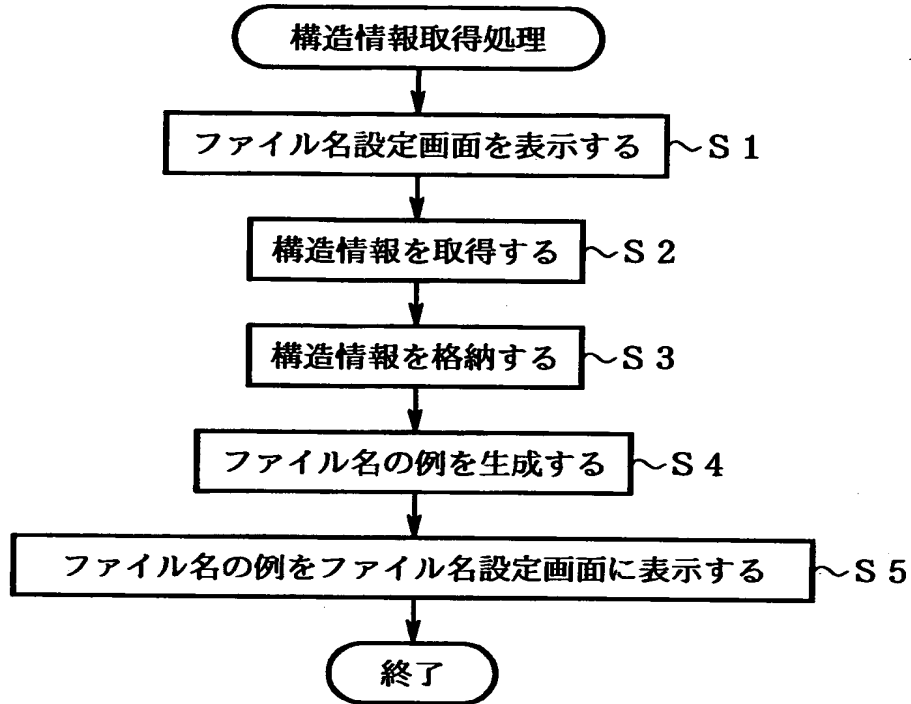 構造情報取得処理
ファイル名設定画面を表示する ～S1
構造情報を取得する ～S2
構造情報を格納する ～S3
ファイル名の例を生成する ～S4
ファイル名の例をファイル名設定画面に表示する ～S5
終了